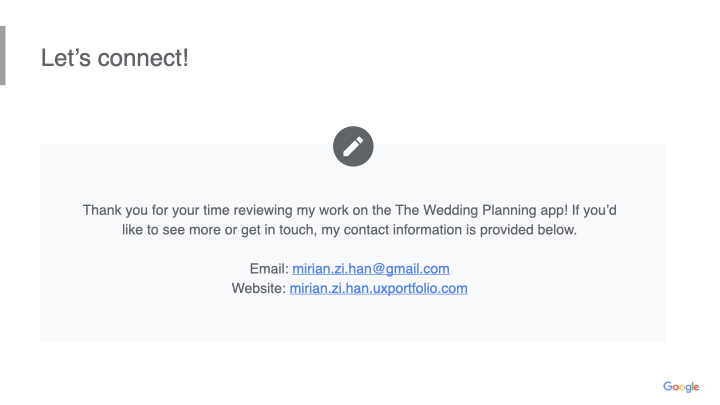 Let’s connect!
Thank you for your time reviewing my work on the The Wedding Planning app! If you’d
like to see more or get in touch, my contact information is provided below.
Email: mirian.zi.han@gmail.com
Website: mirian.zi.han.uxportfolio.com
Google